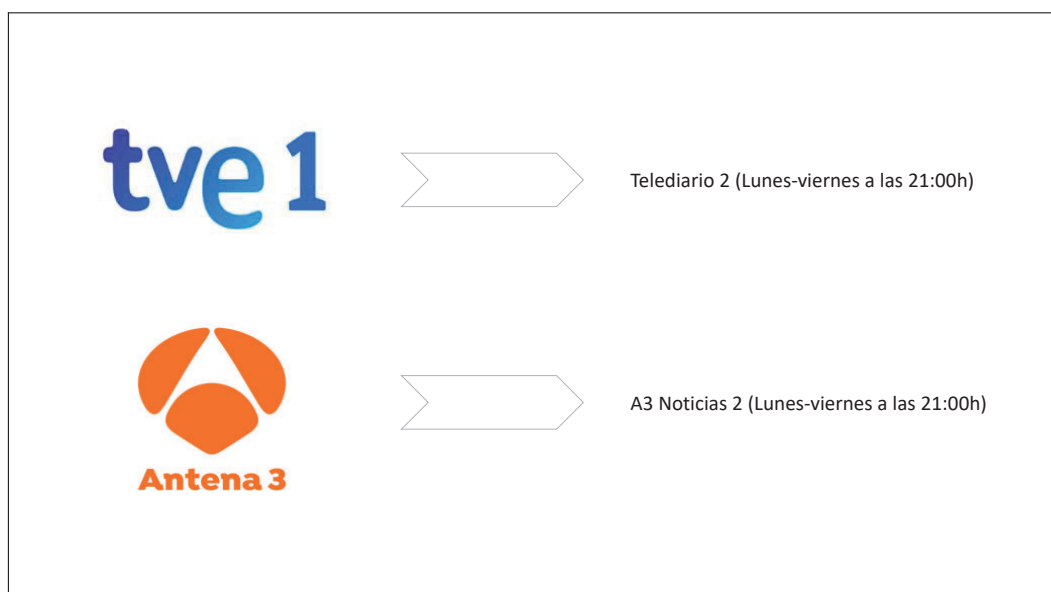 tve 1
Telediario 2 (Lunes-viernes a las 21:00h)
Antena 3
A3 Noticias 2 (Lunes-viernes a las 21:00h)